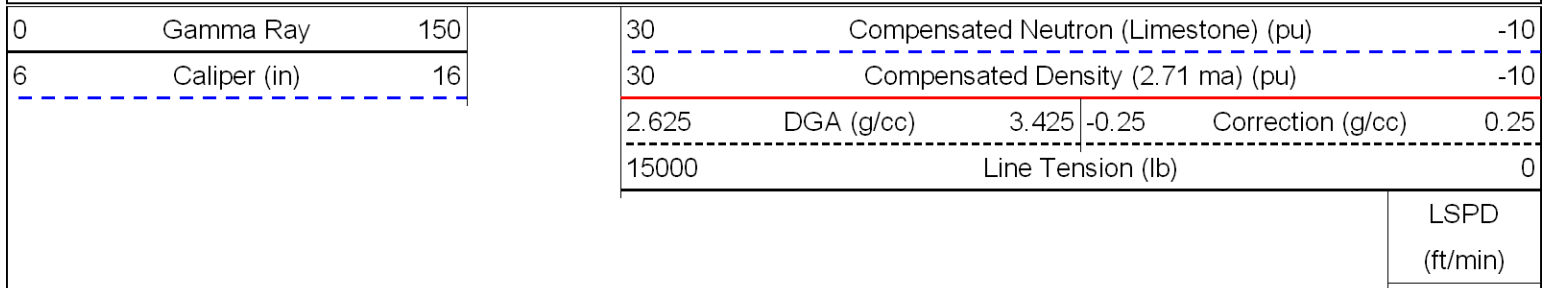 0 Gamma Ray 150 30 Compensated Neutron (Limestone) (pu) -10
6 Caliper (in) 16 30 Compensated Density (2.71 ma) (pu) -10
2.625 DGA (g/cc) 3.425 -0.25 Correction (g/cc) 0.25
15000 Line Tension (lb) 0
LSPD
(ft/min)